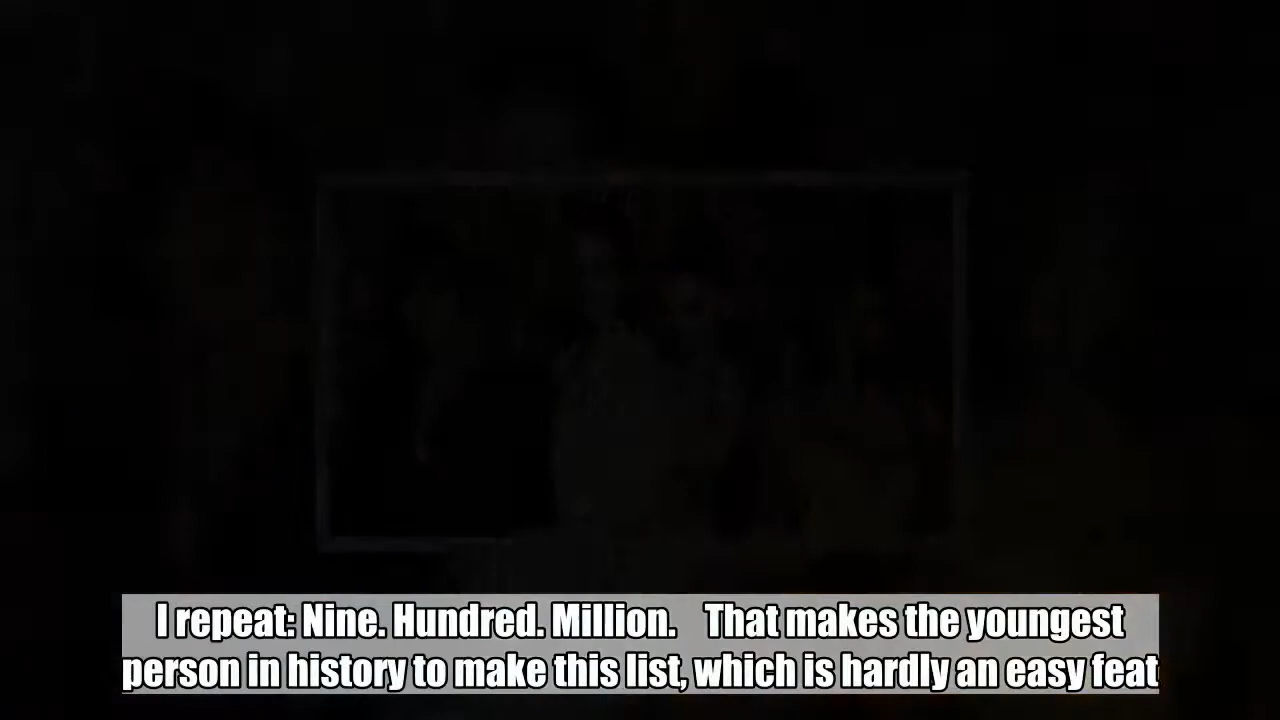 I repeat: Nine. Hundred. Million.    That makes the youngest
person in history to make this list, which is hardly an easy feat